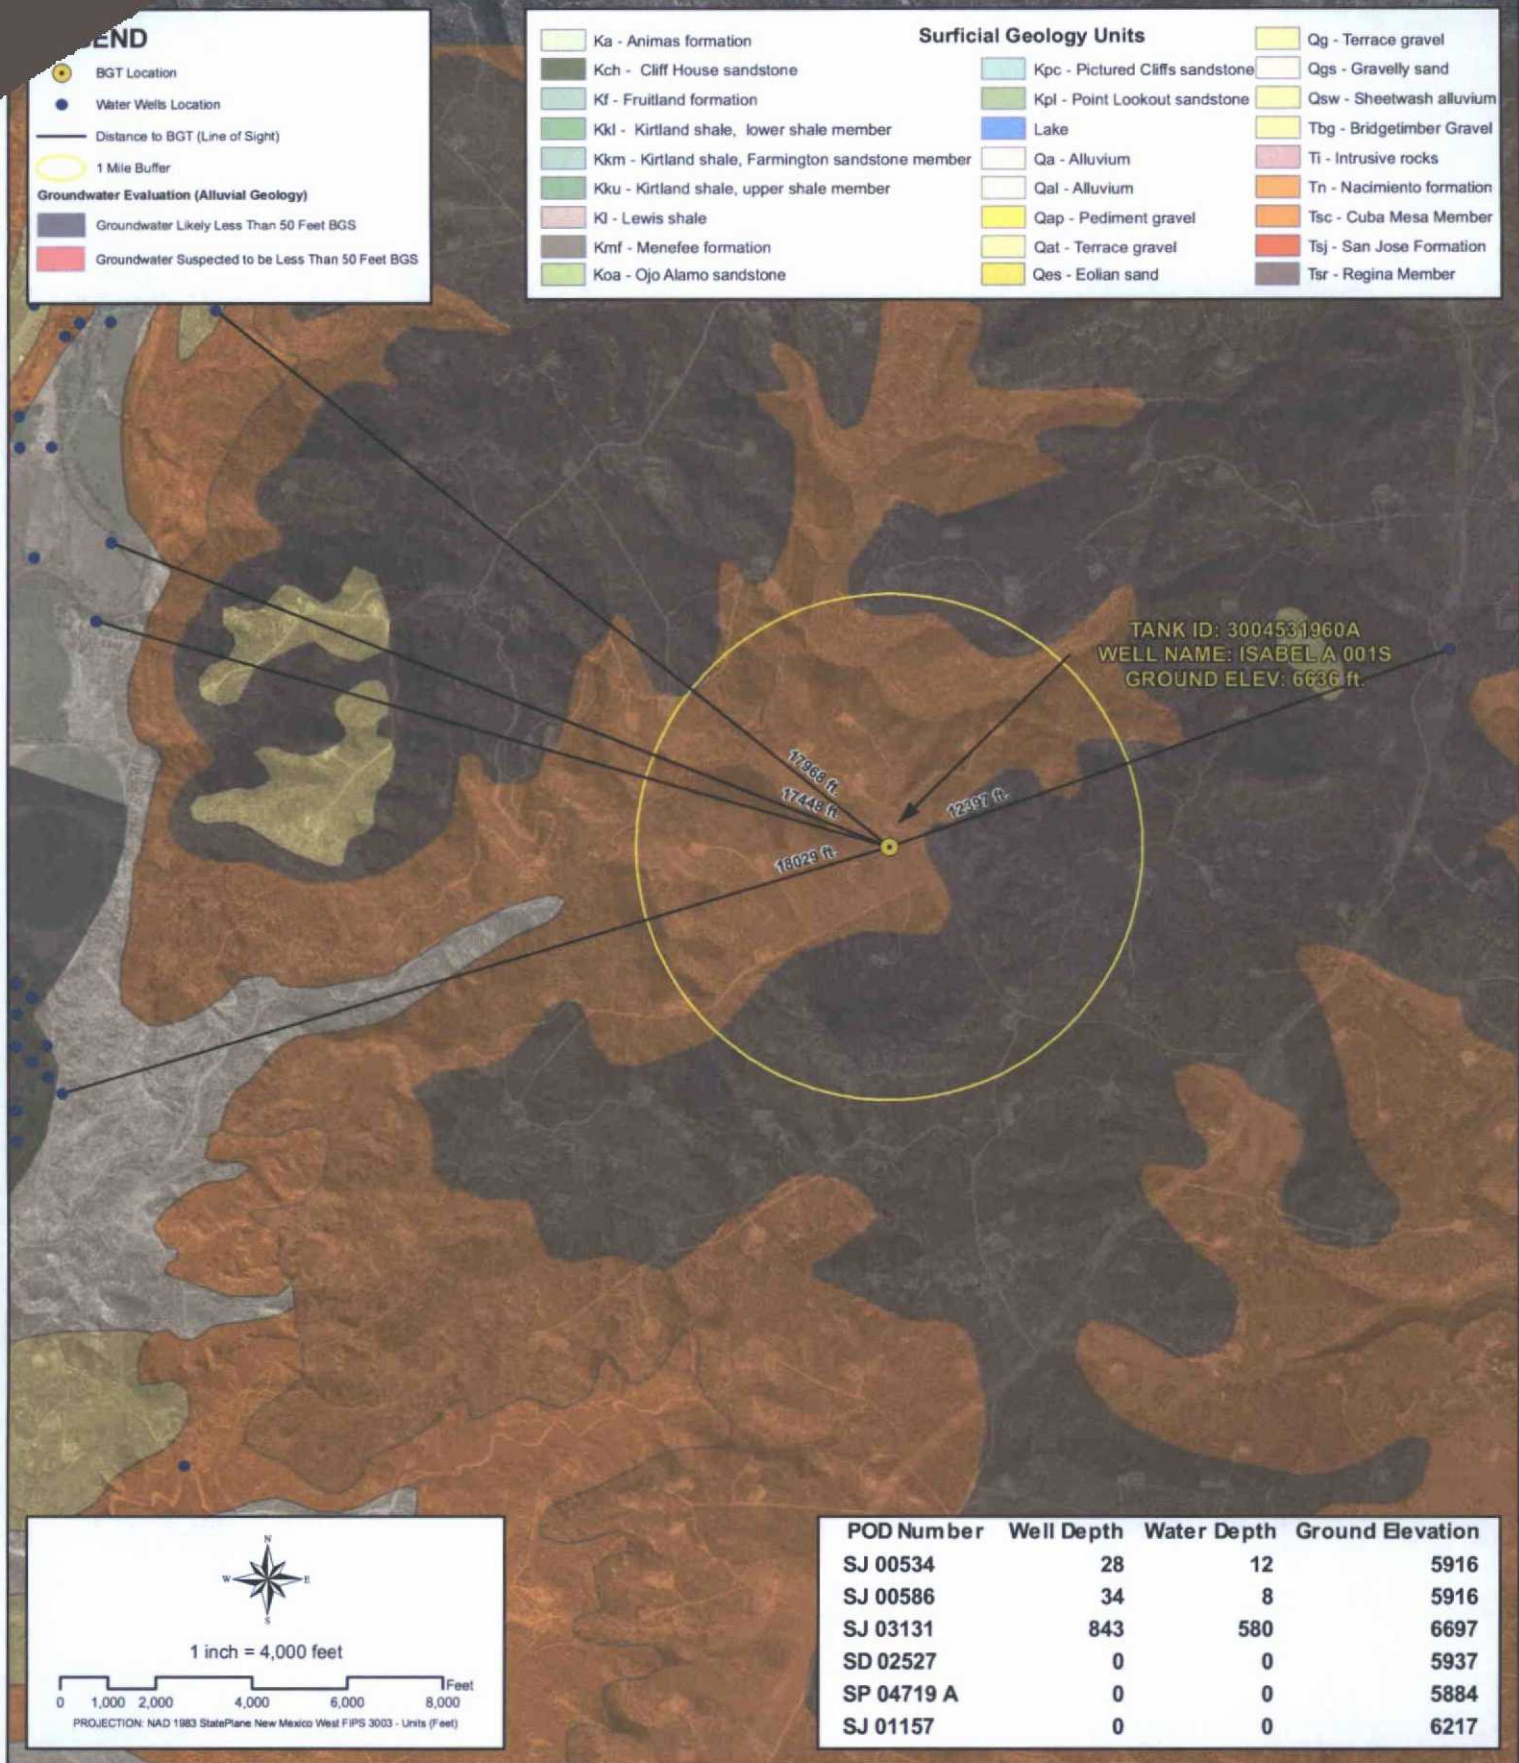 END
BGT Location
Water Wells Location
Distance to BGT (Line of Sight)
1 Mile Buffer
Groundwater Evaluation (Alluvial Geology)
Groundwater Likely Less Than 50 Feet BGS
Groundwater Suspected to be Less Than 50 Feet BGS
Surficial Geology Units
Ka - Animas formation
Kch - Cliff House sandstone
Kf - Fruitland formation
Kkl - Kirtland shale, lower shale member
Kkm - Kirtland shale, Farmington sandstone member
Kku - Kirtland shale, upper shale member
Kl - Lewis shale
Kmf - Menefee formation
Koa - Ojo Alamo sandstone
Kpc - Pictured Cliffs sandstone
Kpl - Point Lookout sandstone
Lake
Qa - Alluvium
Qal - Alluvium
Qap - Pediment gravel
Qat - Terrace gravel
Qes - Eolian sand
Qg - Terrace gravel
Qgs - Gravelly sand
Qsw - Sheetwash alluvium
Tbg - Bridgetimber Gravel
Ti - Intrusive rocks
Tn - Nacimiento formation
Tsc - Cuba Mesa Member
Tsj - San Jose Formation
Tsr - Regina Member
TANK ID: 3004531960A
WELL NAME: ISABEL A 001S
GROUND ELEV: 6636 ft.
17968 ft.
17448 ft
12397 ft.
18029 ft.
N
W E
S
1 inch = 4,000 feet
Feet
0 1,000 2,000 4,000 6,000 8,000
PROJECTION: NAD 1983 StatePlane New Mexico West FIPS 3003 - Units (Feet)
POD Number Well Depth Water Depth Ground Elevation
SJ 00534 28 12 5916
SJ 00586 34 8 5916
SJ 03131 843 580 6697
SD 02527 0 0 5937
SP 04719 A 0 0 5884
SJ 01157 0 0 6217